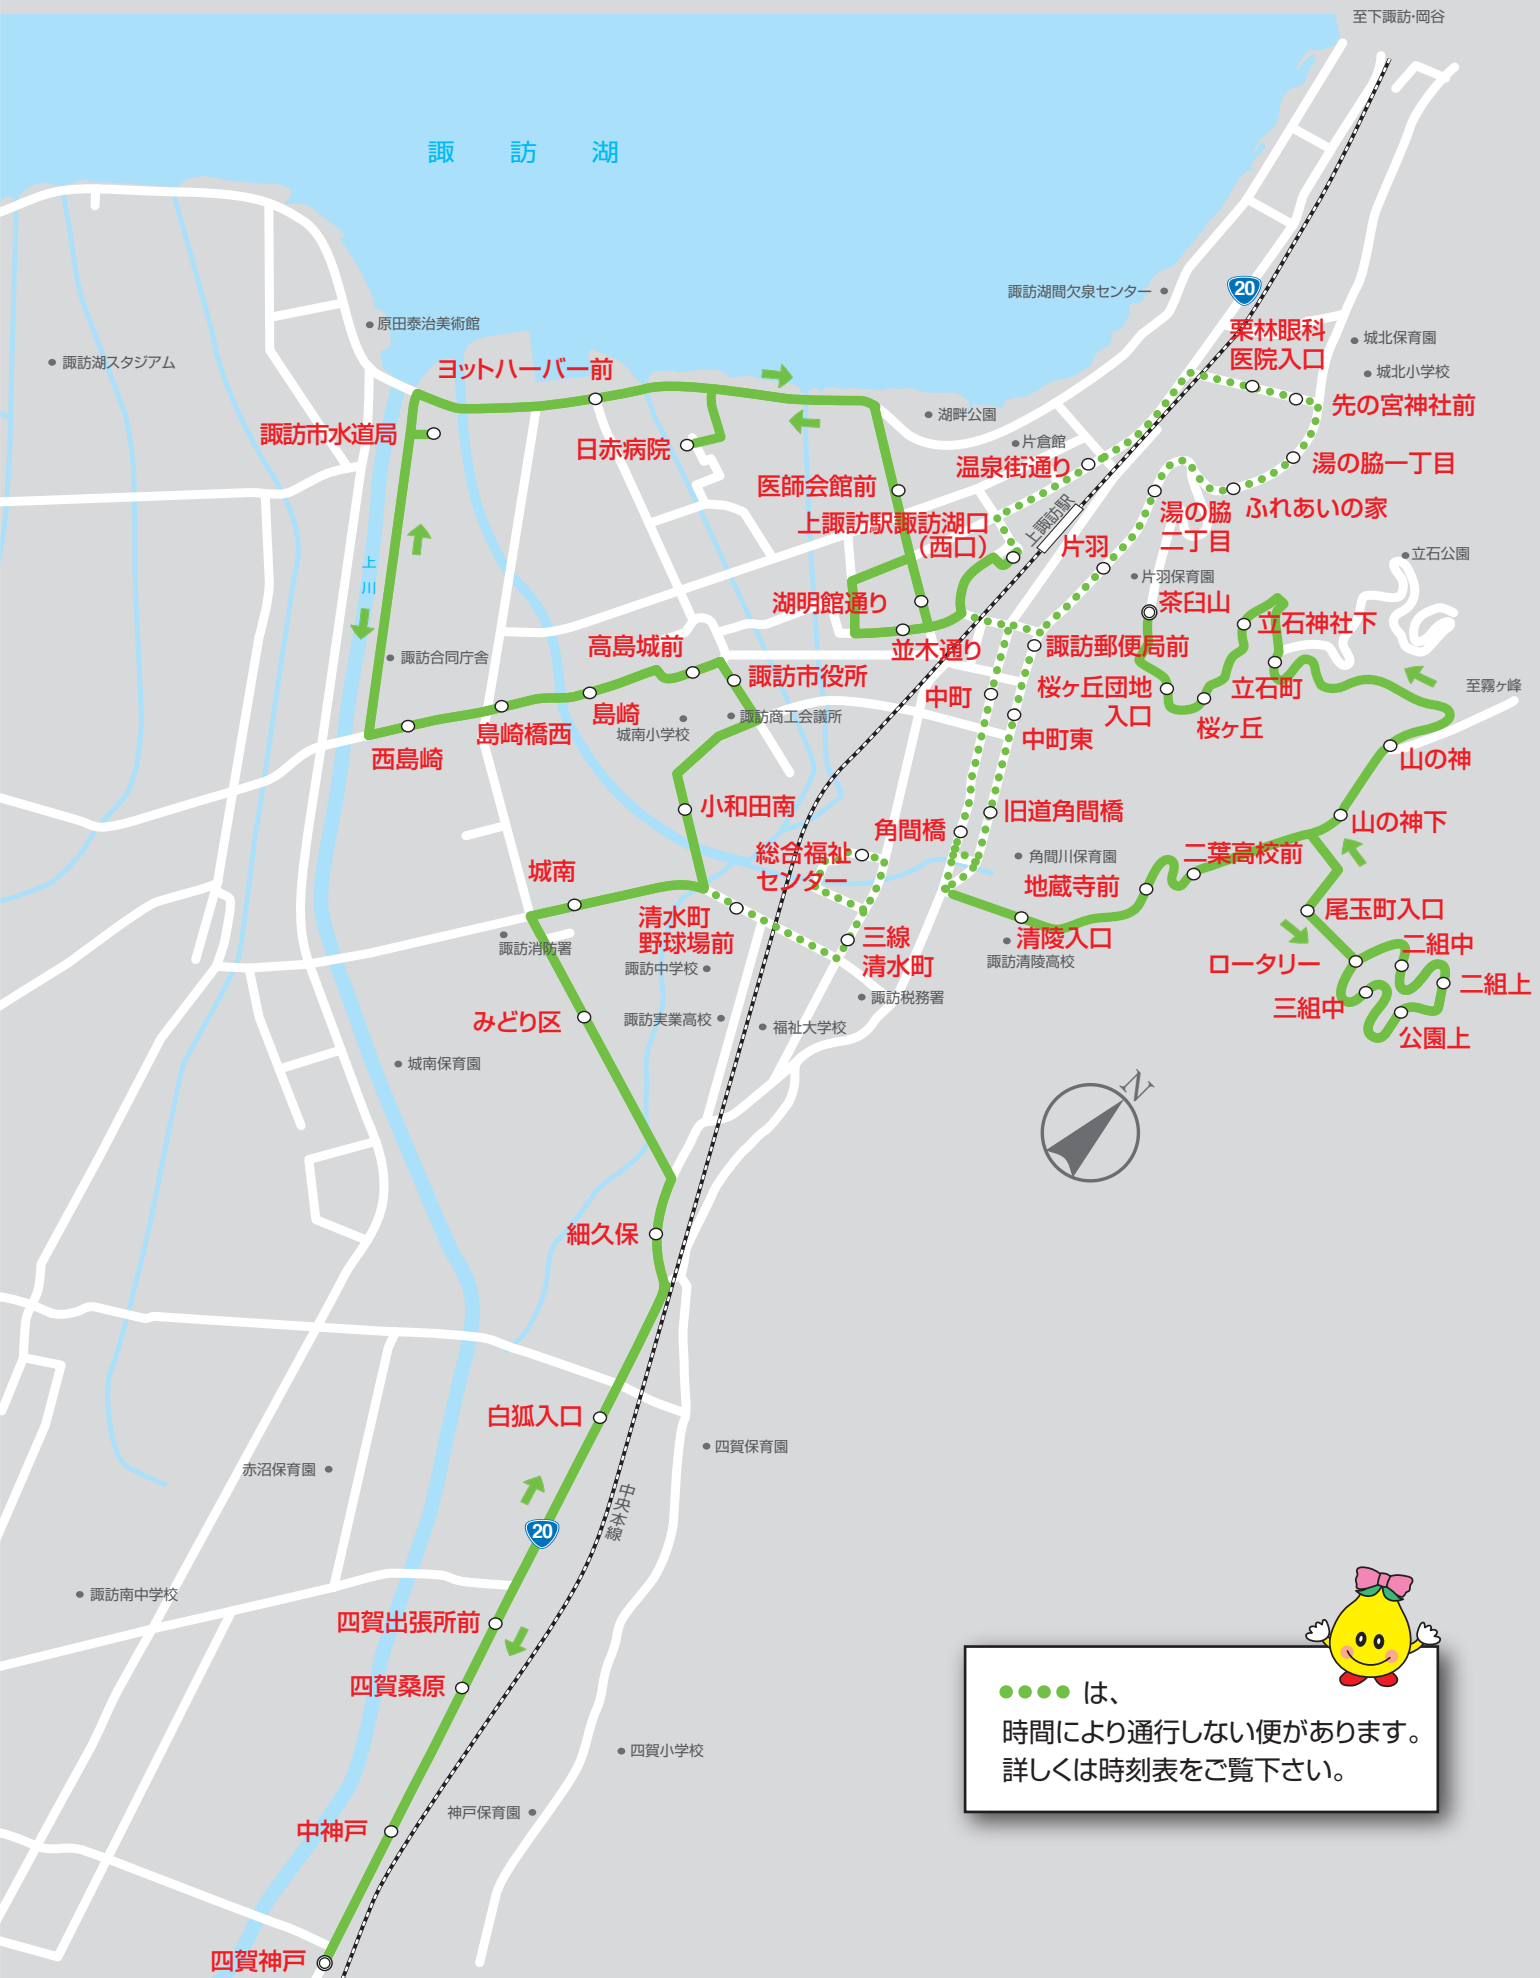 至下諏訪・岡谷
諏訪湖
諏訪湖間欠泉センター
20
原田泰治美術館
栗林眼科
医院入口
城北保育園
諏訪湖スタジアム
ヨットハーバー前
城北小学校
先の宮神社前
湖畔公園
諏訪市水道局
日赤病院
片倉館
温泉街通り
湯の脇一丁目
医師会館前
上諏訪駅
湯の脇
二丁目
ふれあいの家
上諏訪駅諏訪湖口
（西口）
片羽
立石公園
上川
片羽保育園
湖明館通り
茶臼山
立石神社下
高島城前
並木通り
諏訪郵便局前
諏訪合同庁舎
諏訪市役所
中町
桜ヶ丘団地
入口
立石町
至霧ヶ峰
島崎
諏訪商工会議所
桜ヶ丘
島崎橋西
城南小学校
中町東
西島崎
山の神
小和田南
角間橋
旧道角間橋
山の神下
総合福祉
センター
角間川保育園
二葉高校前
城南
地蔵寺前
清水町
野球場前
尾玉町入口
諏訪消防署
三線
清水町
清陵入口
諏訪清陵高校
二組中
諏訪中学校
ロータリー
二組上
諏訪税務署
三組中
みどり区
諏訪実業高校
福祉大学校
公園上
城南保育園
N
細久保
白狐入口
四賀保育園
赤沼保育園
中央本線
20
諏訪南中学校
四賀出張所前
四賀桑原
は、
時間により通行しない便があります。
詳しくは時刻表をご覧下さい。
四賀小学校
神戸保育園
中神戸
四賀神戸